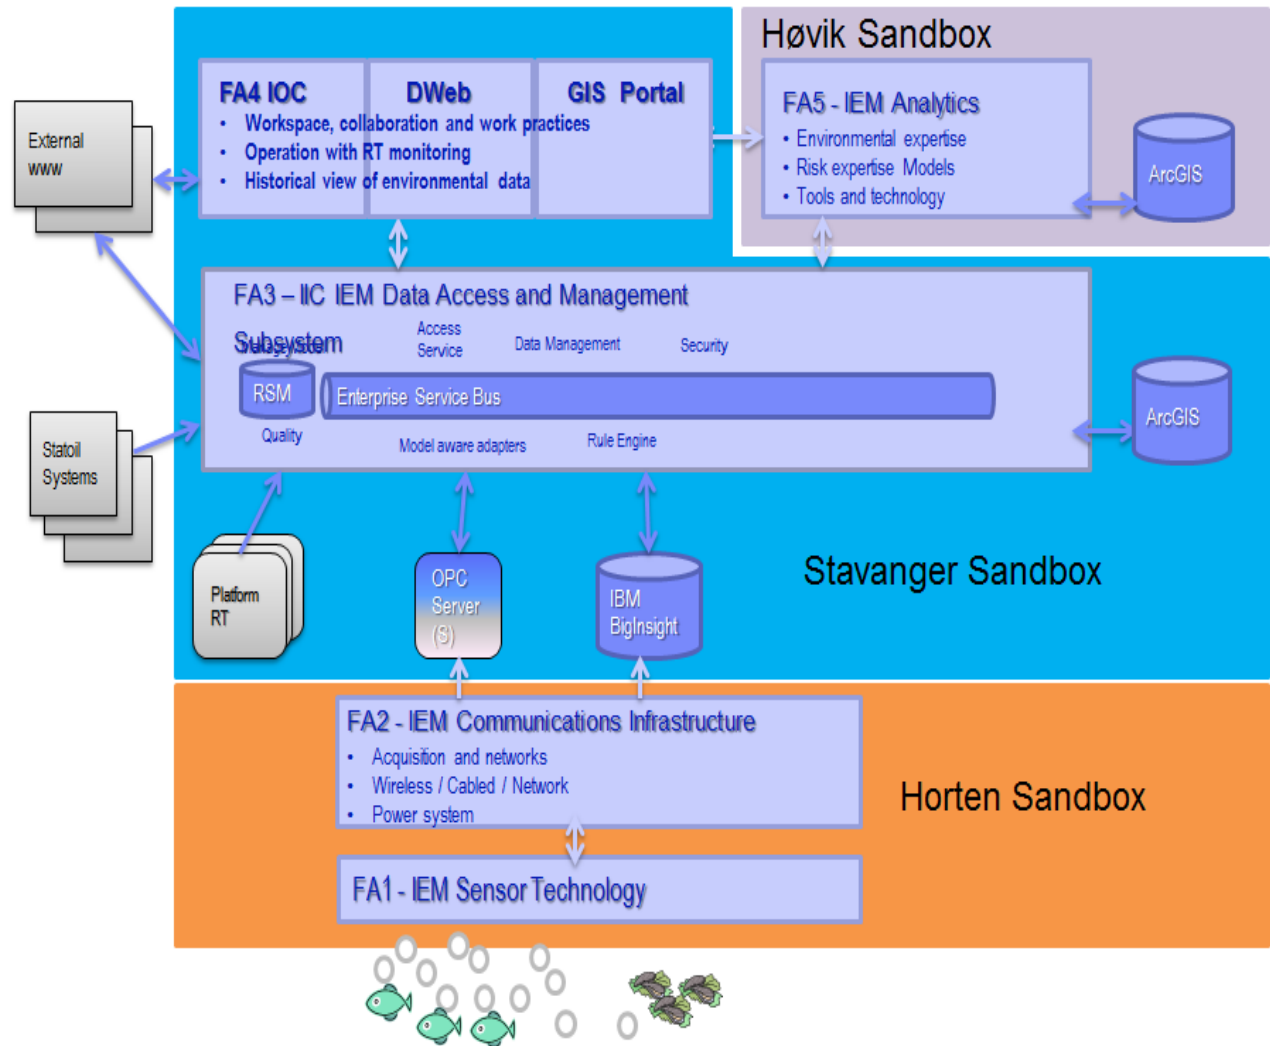 Høvik Sandbox
FA4 IOC
DWeb
GIS Portal
• Workspace, collaboration and work practices
• Operation with RT monitoring
• Historical view of environmental data
FA5 - IEM Analytics
• Environmental expertise
• Risk expertise Models
• Tools and technology
ArcGIS
External
www
FA3 – IIC IEM Data Access and Management
Subsystem
Access
Service
Data Management
Security
RSM
Enterprise Service Bus
Quality
Model aware adapters
Rule Engine
ArcGIS
Statoil
Systems
Platform
RT
OPC
Server
(S)
IBM
BigInsight
Stavanger Sandbox
FA2 - IEM Communications Infrastructure
• Acquisition and networks
• Wireless / Cabled / Network
• Power system
Horten Sandbox
FA1 - IEM Sensor Technology